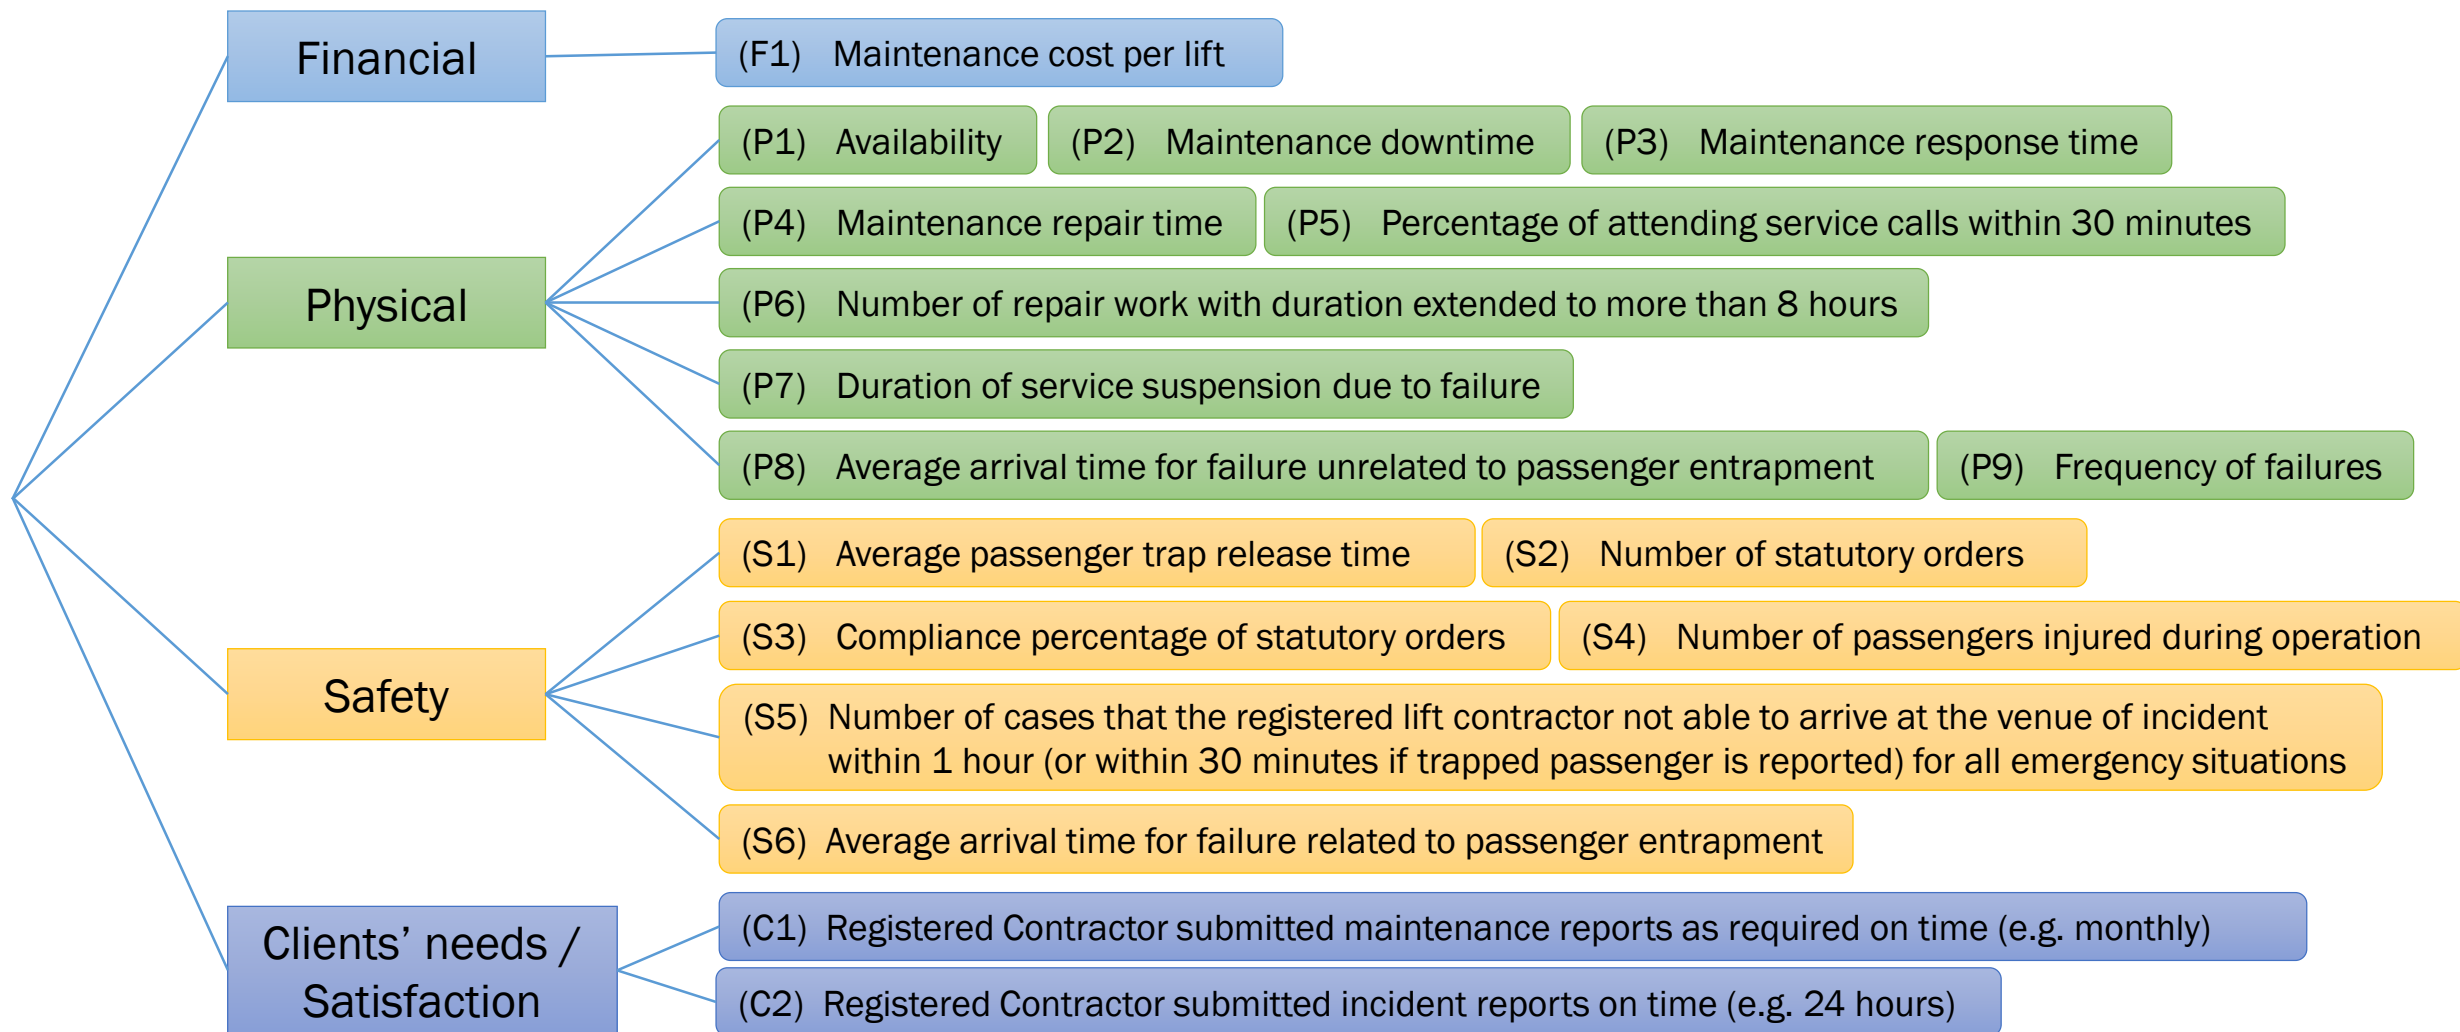 Financial
(F1) Maintenance cost per lift
Physical
(P1) Availability
(P2) Maintenance downtime
(P3) Maintenance response time
(P4) Maintenance repair time
(P5) Percentage of attending service calls within 30 minutes
(P6) Number of repair work with duration extended to more than 8 hours
(P7) Duration of service suspension due to failure
(P8) Average arrival time for failure unrelated to passenger entrapment
(P9) Frequency of failures
Safety
(S1) Average passenger trap release time
(S2) Number of statutory orders
(S3) Compliance percentage of statutory orders
(S4) Number of passengers injured during operation
(S5) Number of cases that the registered lift contractor not able to arrive at the venue of incident
within 1 hour (or within 30 minutes if trapped passenger is reported) for all emergency situations
(S6) Average arrival time for failure related to passenger entrapment
Clients’ needs /
Satisfaction
(C1) Registered Contractor submitted maintenance reports as required on time (e.g. monthly)
(C2) Registered Contractor submitted incident reports on time (e.g. 24 hours)